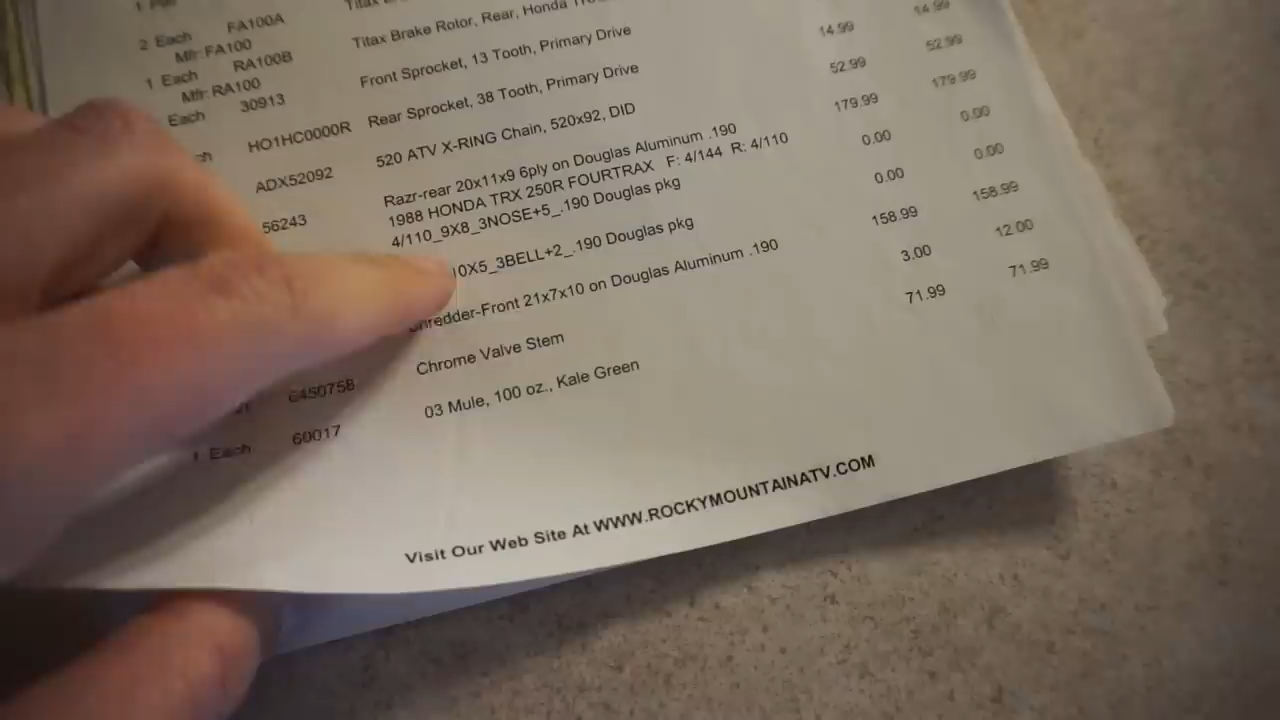 2 Each FA100A Titax Brake Rotor, Rear, Honda
Mfr: FA100
1 Each RA100B Front Sprocket, 13 Tooth, Primary Drive 14.99 14.99
Mfr: RA100
Each 30913 Rear Sprocket, 38 Tooth, Primary Drive 52.99 52.99
HO1HC0000R 520 ATV X-RING Chain, 520x92, DID 179.99 179.99
ADX52092 Razr-rear 20x11x9 6ply on Douglas Aluminum .190 0.00 0.00
1988 HONDA TRX 250R FOURTRAX F: 4/144 R: 4/110
56243 4/110_9X8_3NOSE+5_.190 Douglas pkg 0.00 0.00
10X5_3BELL+2_.190 Douglas pkg 158.99 158.99
Shredder-Front 21x7x10 on Douglas Aluminum .190 3.00 12.00
6450758 Chrome Valve Stem 71.99 71.99
1 Each 60017 03 Mule, 100 oz., Kale Green
Visit Our Web Site At WWW.ROCKYMOUNTAINATV.COM